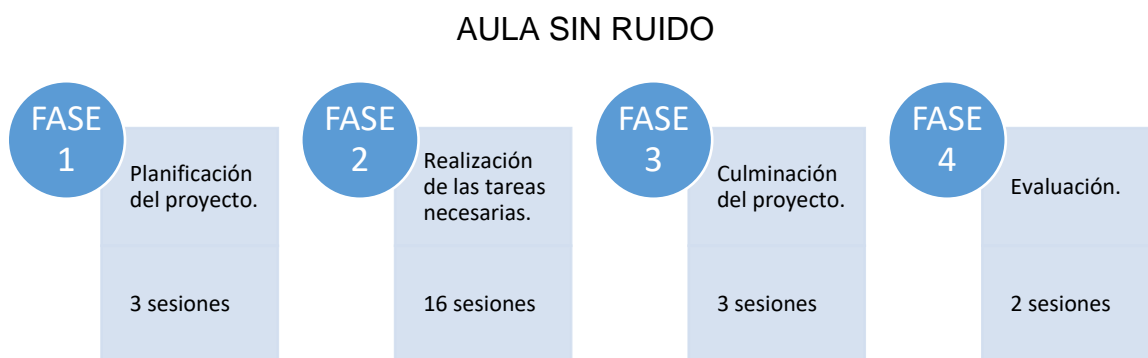 AULA SIN RUIDO
FASE
1
Planificación
del proyecto.
3 sesiones
FASE
2
Realización
de las tareas
necesarias.
16 sesiones
FASE
3
Culminación
del proyecto.
3 sesiones
FASE
4
Evaluación.
2 sesiones